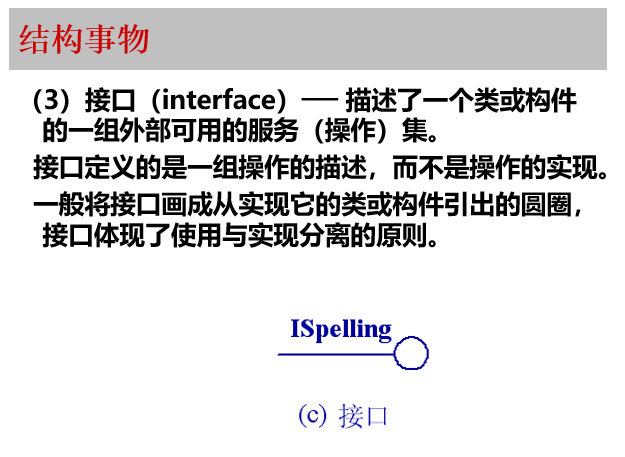 结构事物
（3）接口（interface）── 描述了一个类或构件
的一组外部可用的服务（操作）集。
接口定义的是一组操作的描述，而不是操作的实现。
一般将接口画成从实现它的类或构件引出的圆圈，
接口体现了使用与实现分离的原则。
ISpelling
(c) 接口